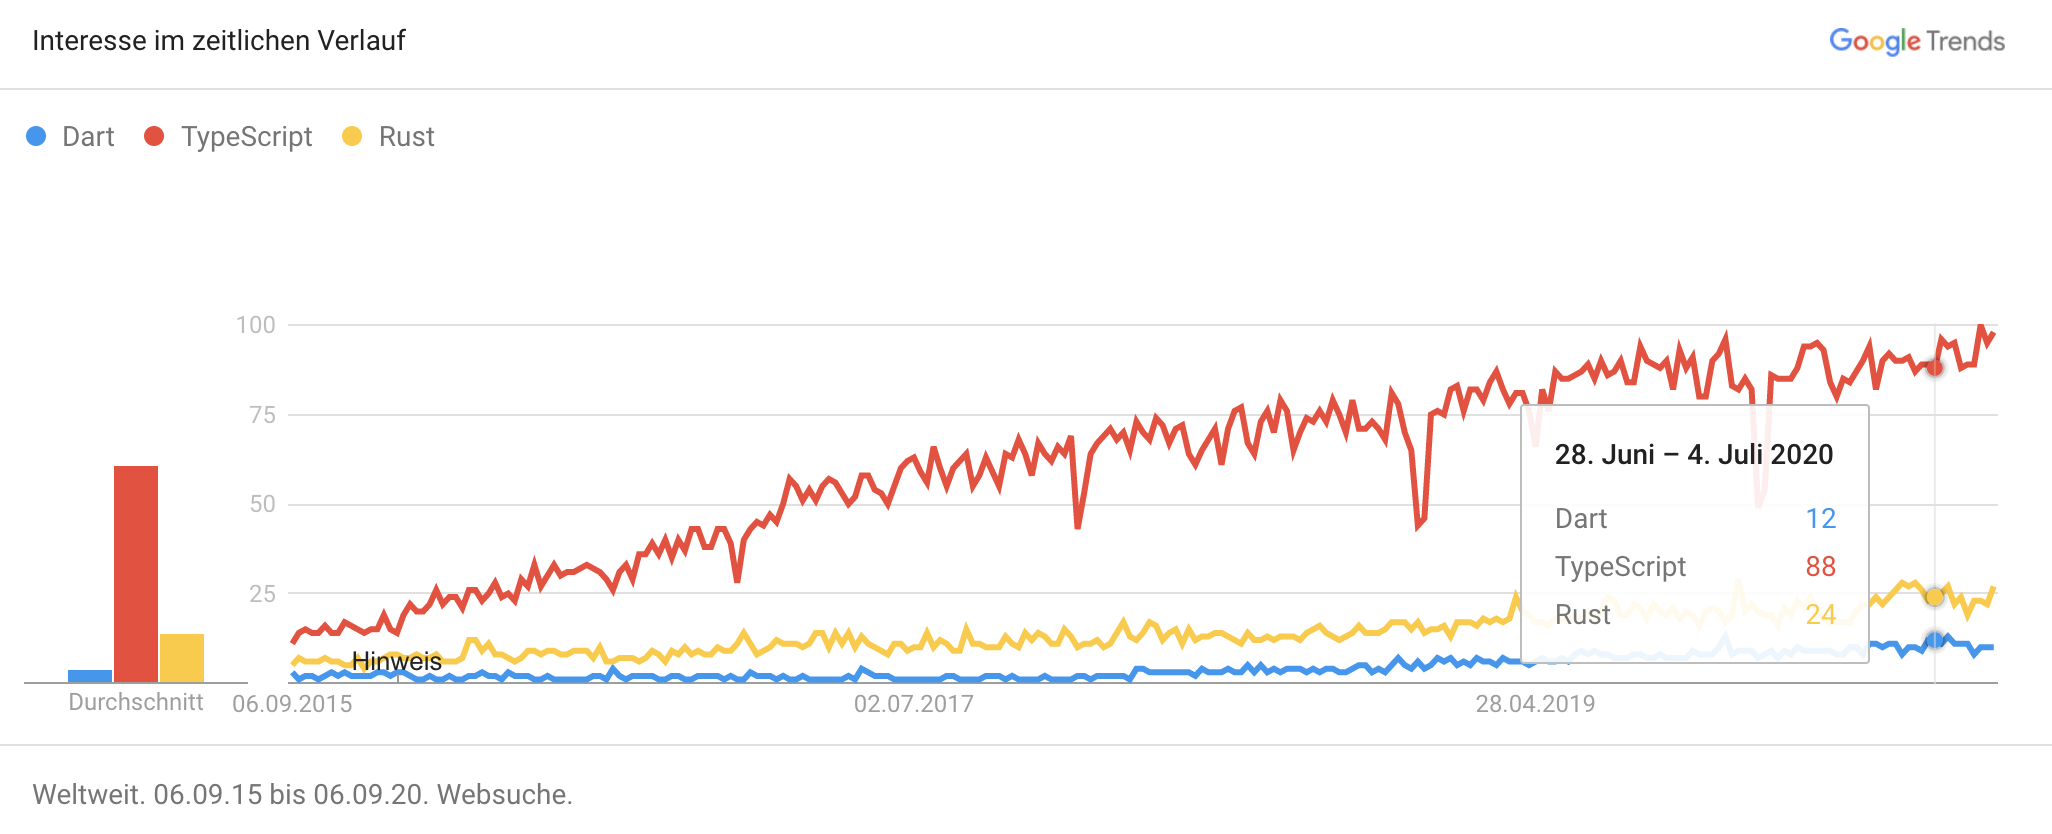 Interesse im zeitlichen Verlauf
Google Trends
Dart TypeScript Rust
100
75
50
25
28. Juni – 4. Juli 2020
Dart 12
TypeScript 88
Rust 24
Hinweis
Durchschnitt
06.09.2015 02.07.2017 28.04.2019
Weltweit. 06.09.15 bis 06.09.20. Websuche.